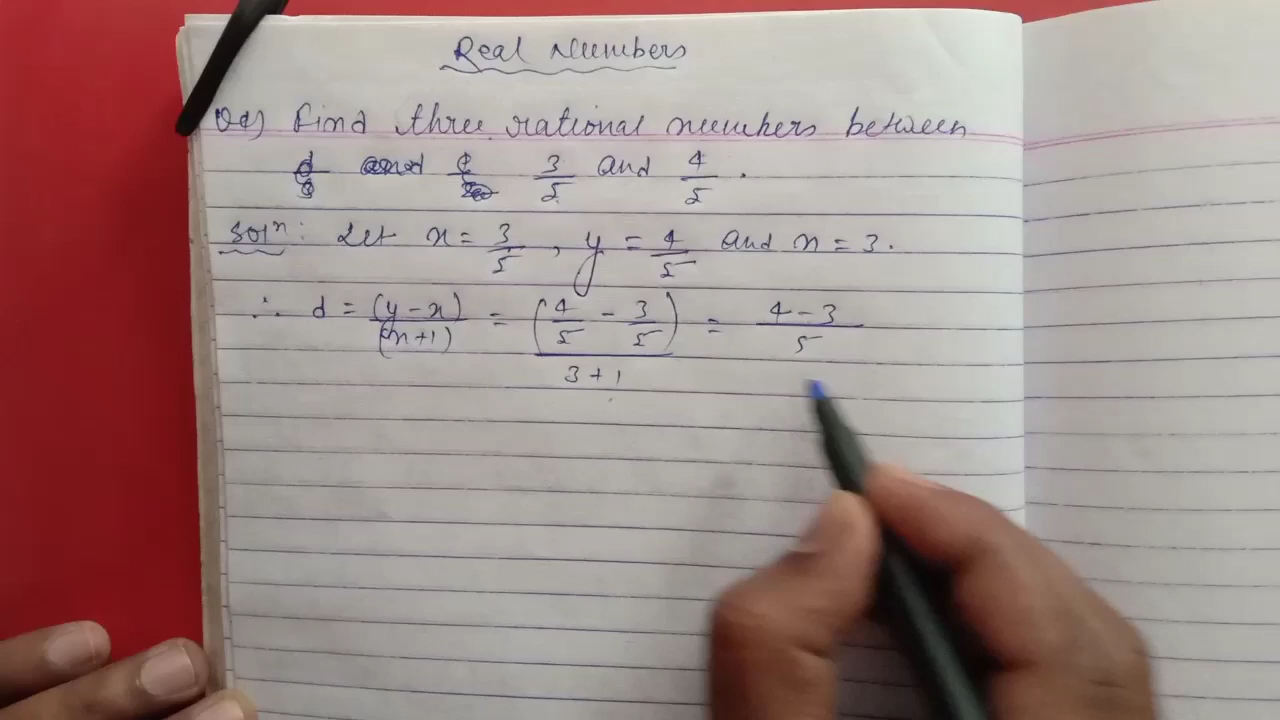 Real Numbers
Q1) Find three rational numbers between
3/5 and 4/5 .
Solⁿ: Let x = 3/5 , y = 4/5 and n = 3.
∴ d = (y-x)/(n+1) = (4/5 - 3/5)/3+1 = 4-3/5